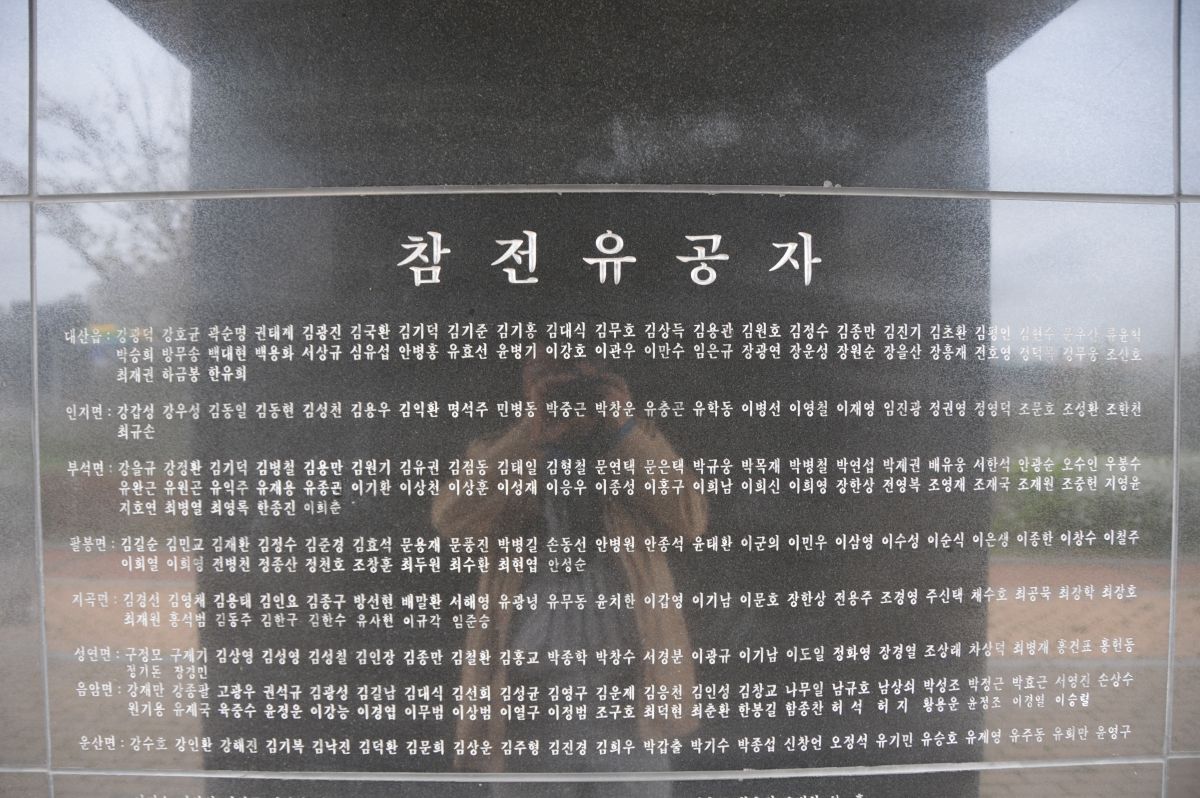 참전유공자
대산읍: 강광덕 강호균 곽순명 권태제 김광진 김국환 김기덕 김기준 김기홍 김대식 김무호 김상득 김용관 김원호 김정수 김종만 김진기 김초환 김평인 김현수
박승희 방무송 백대현 백용화 서상규 심유섭 안병홍 유효선 윤병기 이강호 이관우 이만수 임은규 장광연 장운성 장원순 장을산 강흥재 전호영 정무웅 조신호
최재권 하금봉 한유희
인지면: 강갑성 강우성 김동일 김동현 김성천 김용우 김익환 명석주 민병동 박중근 박창운 유충곤 유학동 이병선 이영철 이재영 임진광 정권영 정영덕 조문호 조성환 조한천
최규손
부석면: 강을규 강정환 김기덕 김병철 김용만 김원기 김유권 김점동 김태일 김형철 문연택 문은택 박규웅 박목재 박병철 박연섭 박제권 배유웅 서한석 안광순 오수인 우봉수
유완근 유원곤 유익주 유재용 유종곤 이기환 이상천 이상훈 이성재 이응우 이종성 이홍구 이희남 이희신 이희영 강한상 전영복 조영재 조재국 조재원 조중헌 지영윤
지호연 최병열 최영록 한종진 이희춘
팔봉면: 김길순 김민교 김재환 김정수 김준경 김효석 문용재 문풍진 박병길 손동선 안병원 안종석 윤태환 이군의 이민우 이삼영 이수성 이순식 이은생 이종한 이창수 이철주
이희열 이희영 전병천 정종산 정천호 조창훈 최두원 최수환 최현엽 안성순
지곡면: 김경선 김영채 김용태 김인요 김종구 방선현 배말환 서해영 유광녕 유무동 윤치한 이갑영 이기남 이문호 장한상 전용주 조경영 주신택 채수호 최공묵 최강학 최장호
최재원 홍석범 김동주 김한구 김한수 유사현 이규각 임준승
성연면: 구정모 구재기 김상영 김성영 김성칠 김인장 김종만 김철환 김홍교 박종학 박창수 서경분 이광규 이기남 이도일 정화영 장경열 조상래 차상덕 최병재 홍건표 홍헌동
정기돈 장경민
음암면: 강재만 강종팔 고광우 권석규 김광성 김길남 김대식 김선희 김성균 김영구 김운제 김응천 김인성 김창교 나무일 남규호 남상쇠 박성조 박정근 박효근 서영진 손상수
원기용 유제국 육중수 윤정운 이강능 이경엽 이무범 이상범 이열구 이정범 조구호 최덕현 최춘환 한봉길 함종찬 허 석 허 지 황용운 윤정조 이경일 이승렬
운산면: 강수호 강인환 강해진 김기복 김낙진 김덕환 김문희 김상운 김주형 김진경 김희우 박갑출 박기수 박종섭 신창언 오정석 유기민 유승호 유제영 유주동 유희만 윤영구